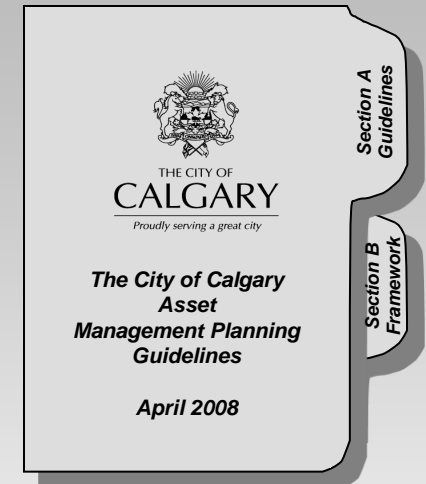 THE CITY OF
CALGARY
Proudly serving a great city
The City of Calgary
Asset
Management Planning
Guidelines
April 2008
Section A
Guidelines
Section B
Framework